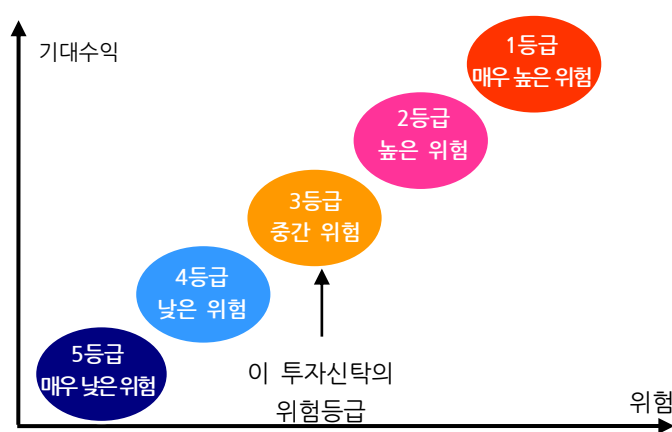 기대수익
1등급
매우 높은 위험
2등급
높은 위험
3등급
중간 위험
4등급
낮은 위험
5등급
매우 낮은 위험
이 투자신탁의
위험등급
위험